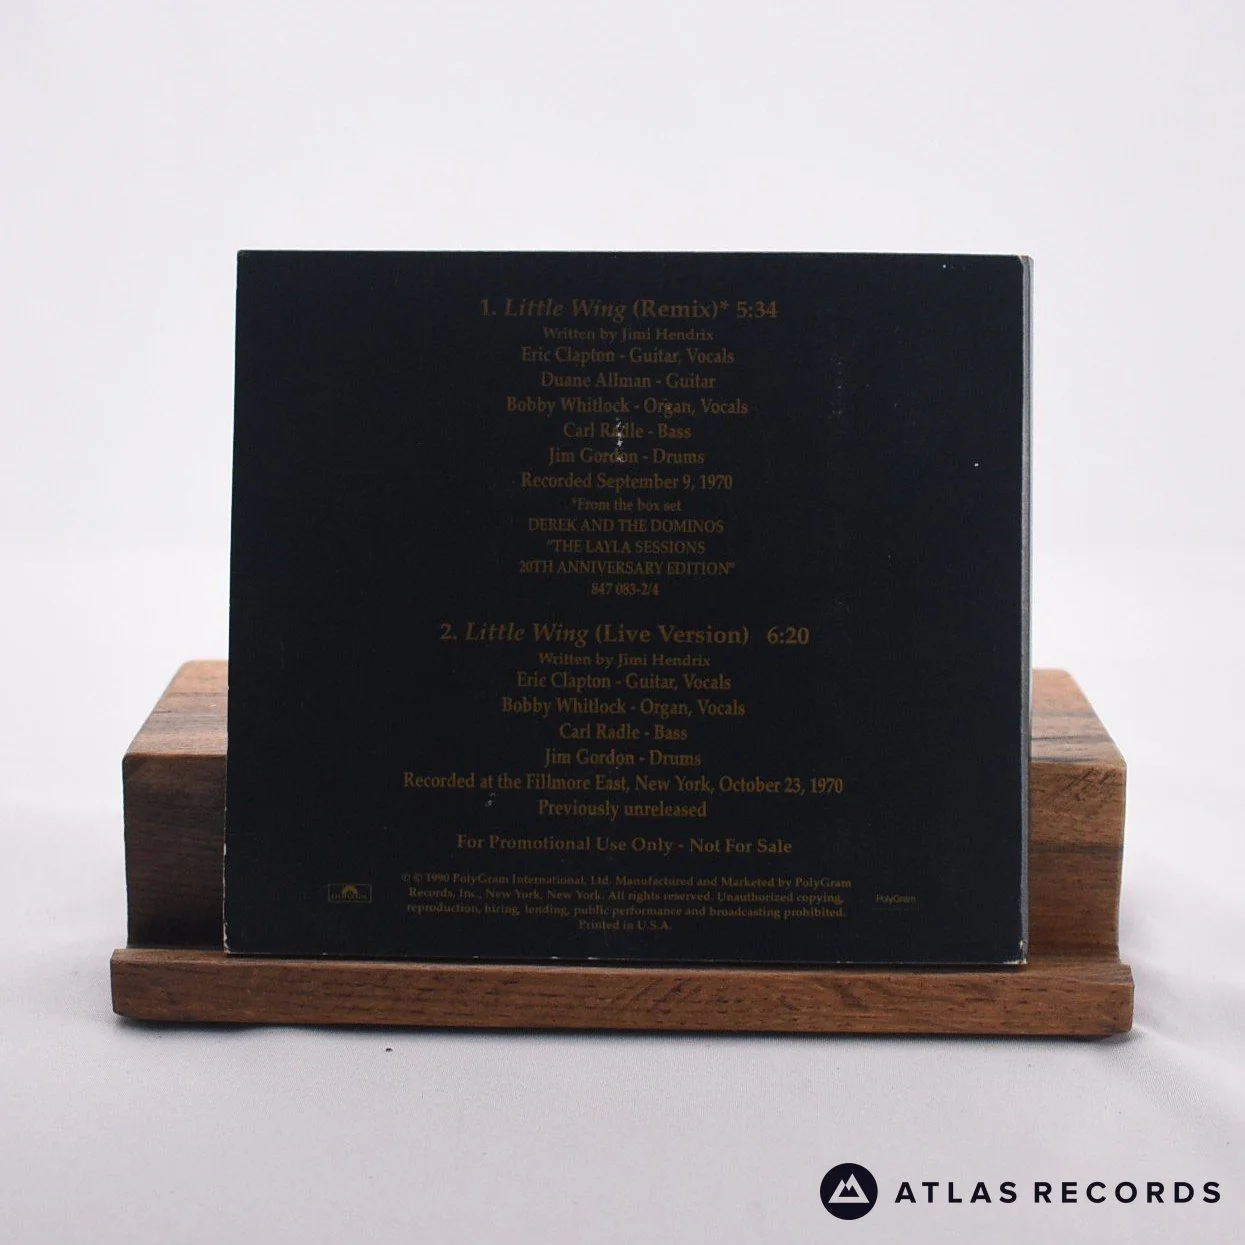 1. Little Wing (Remix)* 5:34
Written by Jimi Hendrix
Eric Clapton - Guitar, Vocals
Duane Allman - Guitar
Bobby Whitlock - Organ, Vocals
Carl Radle - Bass
Jim Gordon - Drums
Recorded September 9, 1970
*From the box set
DEREK AND THE DOMINOS
"THE LAYLA SESSIONS
20TH ANNIVERSARY EDITION"
847 083-2/4
2. Little Wing (Live Version) 6:20
Written by Jimi Hendrix
Eric Clapton - Guitar, Vocals
Bobby Whitlock - Organ, Vocals
Carl Radle - Bass
Jim Gordon - Drums
Recorded at the Fillmore East, New York, October 23, 1970
Previously unreleased
For Promotional Use Only - Not For Sale
℗ © 1990 PolyGram International, Ltd. Manufactured and Marketed by PolyGram
Records, Inc., New York, New York. All rights reserved. Unauthorized copying,
reproduction, hiring, lending, public performance and broadcasting prohibited.
Printed in U.S.A.
PolyGram
ATLAS RECORDS